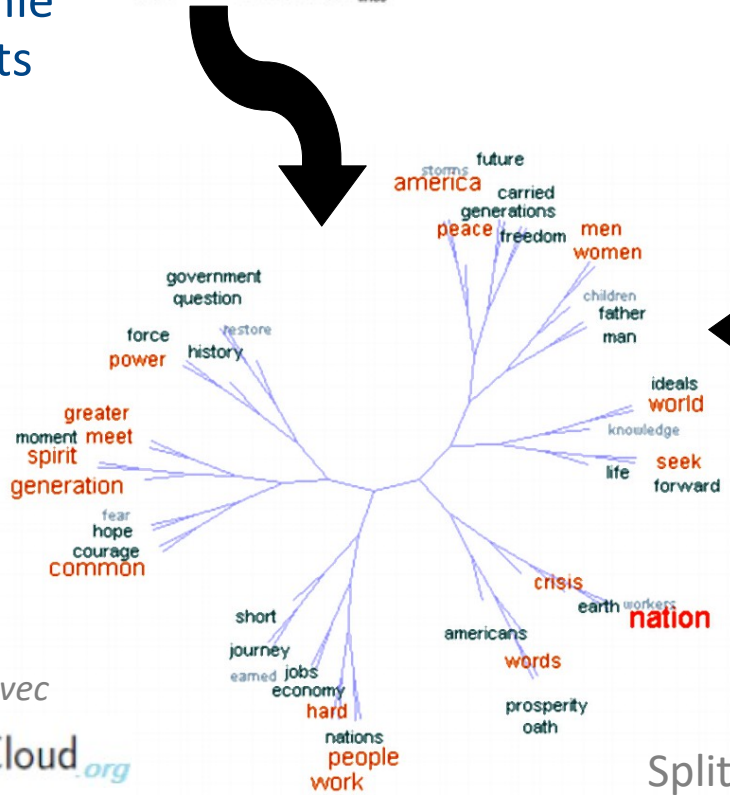 ts
storms
future
america
carried
generations
peace
freedom
men
women
children
father
man
government
question
restore
force
power
history
ideals
world
knowledge
seek
life
forward
greater
moment
meet
spirit
generation
fear
hope
courage
common
crisis
earth
workers
nation
americans
words
prosperity
oath
short
journey
earned
jobs
economy
hard
nations
people
work
vec
Cloud.org
Split